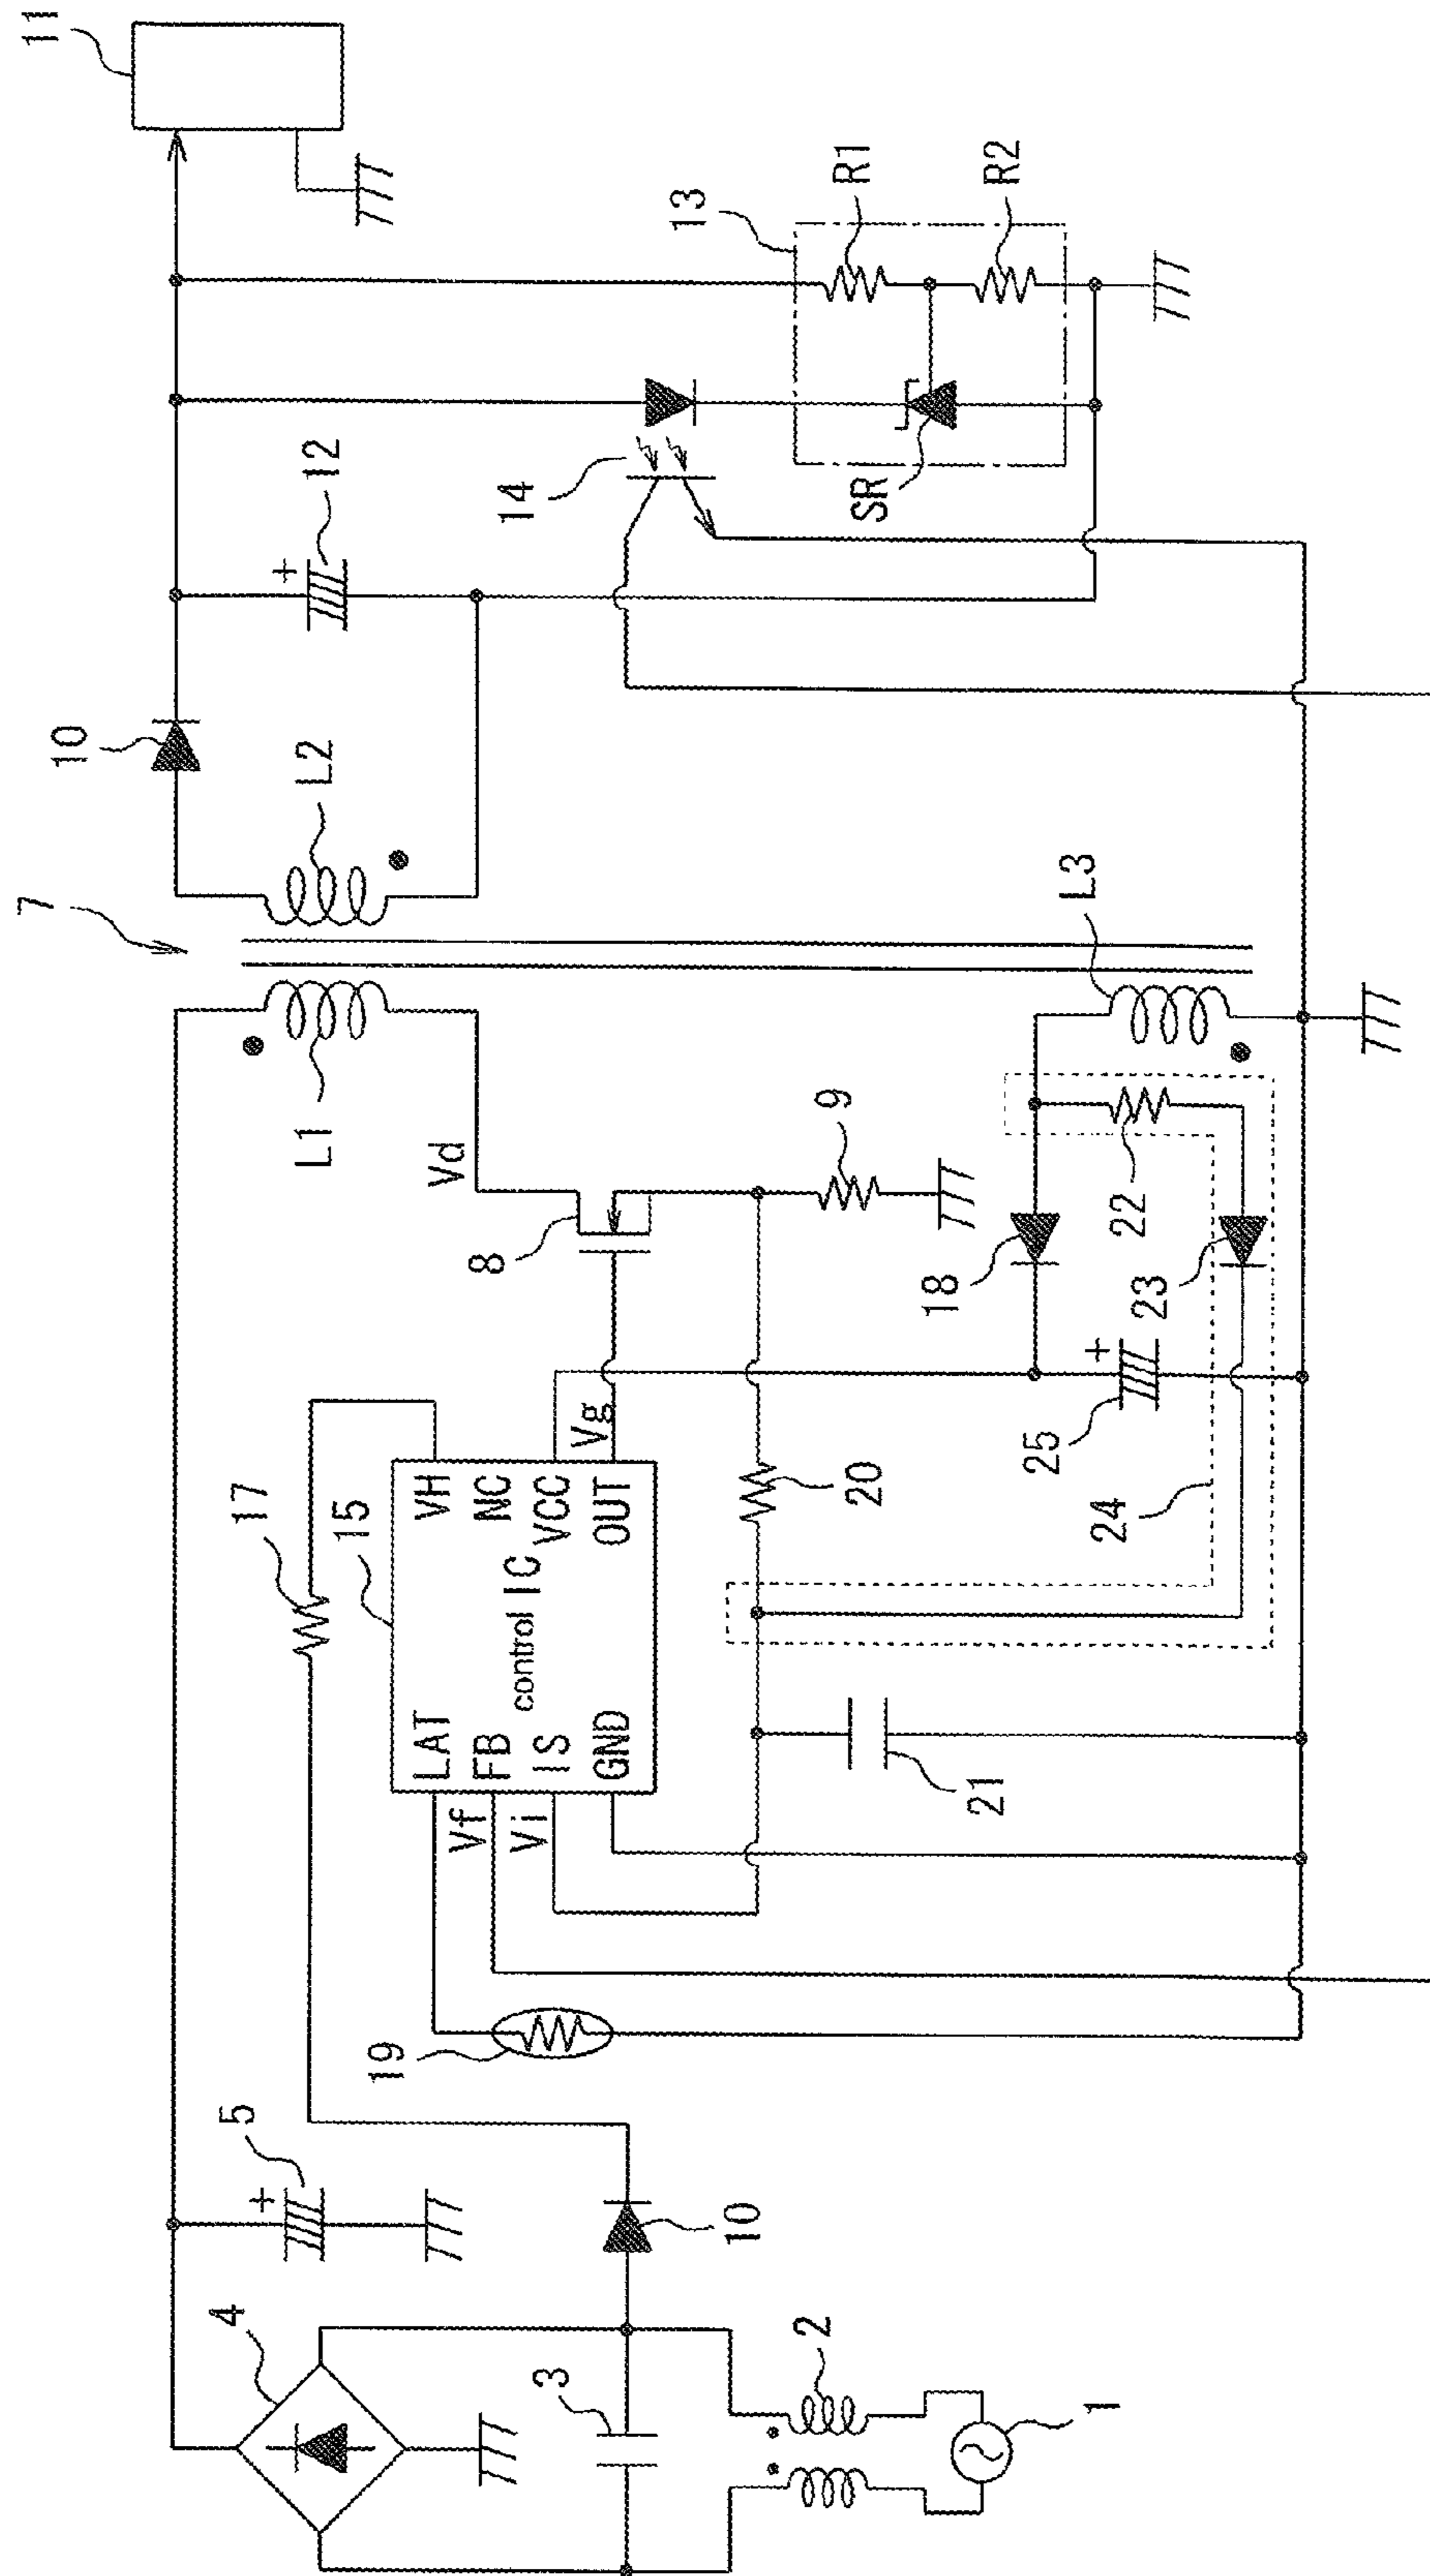 11
10
12
14
13
R1
R2
SR
7
L2
L1
L3
Vd
8
9
18
22
23
25
24
17
15
VH
NC
VCC
OUT
Vg
control IC
LAT
FB
IS
GND
Vf
Vi
20
21
19
5
4
10
3
2
1